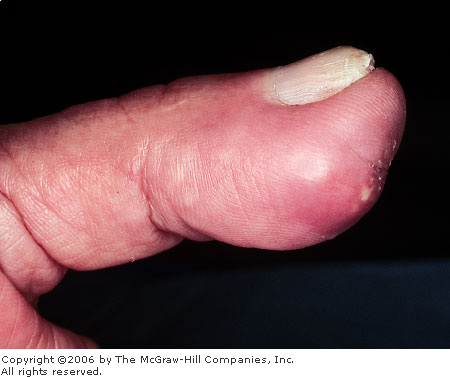 Copyright ©2006 by The McGraw-Hill Companies, Inc.
All rights reserved.